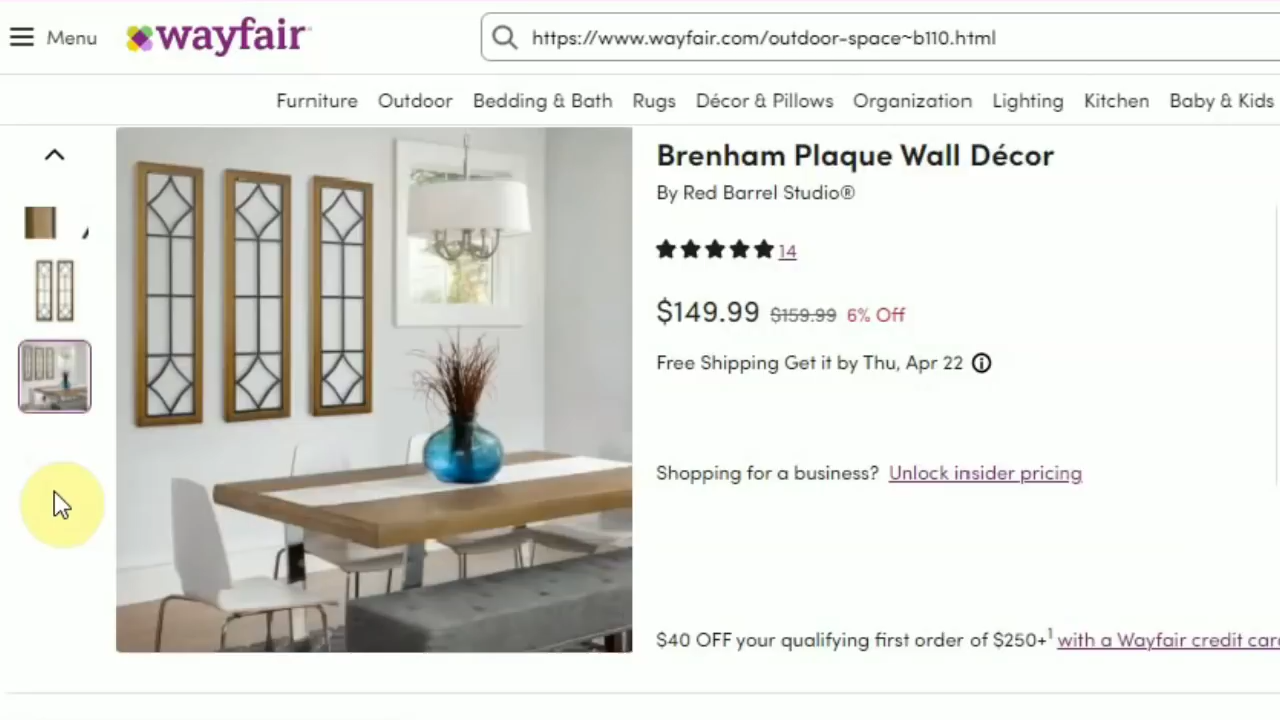 Menu
wayfair
https://www.wayfair.com/outdoor-space~b110.html
Furniture Outdoor Bedding & Bath Rugs Décor & Pillows Organization Lighting Kitchen Baby & Kids
Brenham Plaque Wall Décor
By Red Barrel Studio®
14
$149.99 $159.99 6% Off
Free Shipping Get it by Thu, Apr 22
Shopping for a business? Unlock insider pricing
$40 OFF your qualifying first order of $250+¹ with a Wayfair credit car